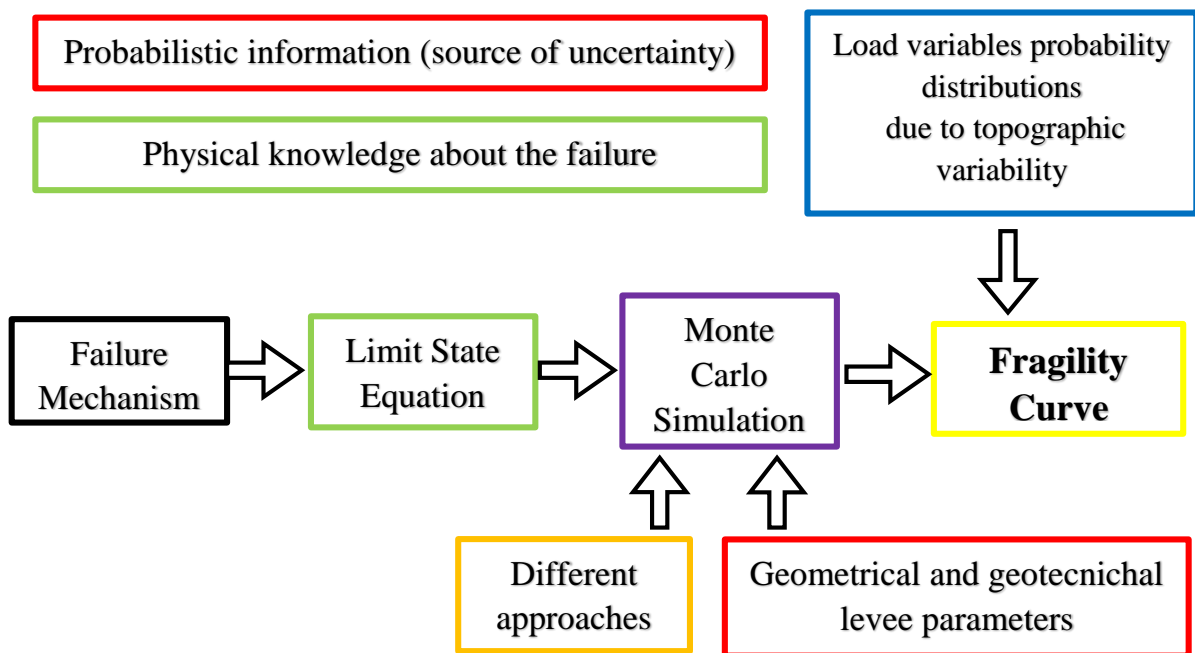 Probabilistic information (source of uncertainty)
Physical knowledge about the failure
Load variables probability
distributions
due to topographic
variability
Failure
Mechanism
Limit State
Equation
Monte
Carlo
Simulation
Fragility
Curve
Different
approaches
Geometrical and geotecnichal
levee parameters